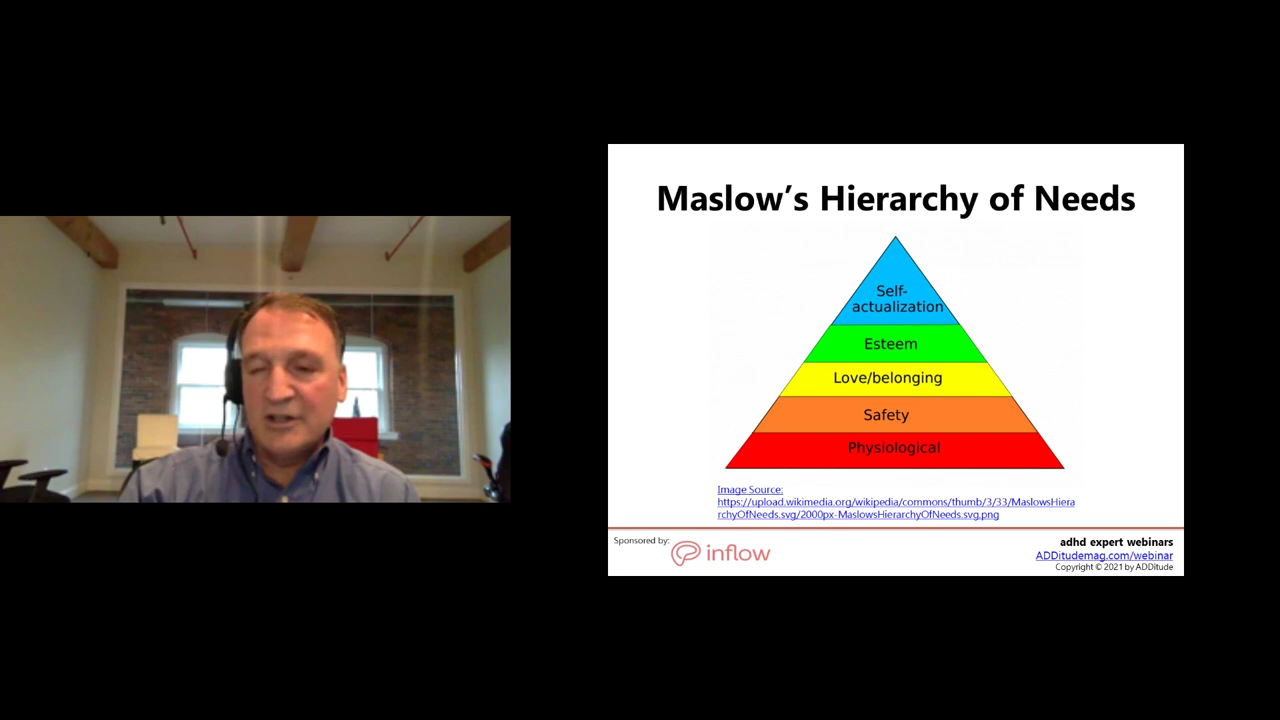 Maslow’s Hierarchy of Needs
Self-
actualization
Esteem
Love/belonging
Safety
Physiological
Image Source:
https://upload.wikimedia.org/wikipedia/commons/thumb/3/33/MaslowsHiera
rchyOfNeeds.svg/2000px-MaslowsHierarchyOfNeeds.svg.png
Sponsored by:
inflow
adhd expert webinars
ADDitudemag.com/webinar
Copyright © 2021 by ADDitude